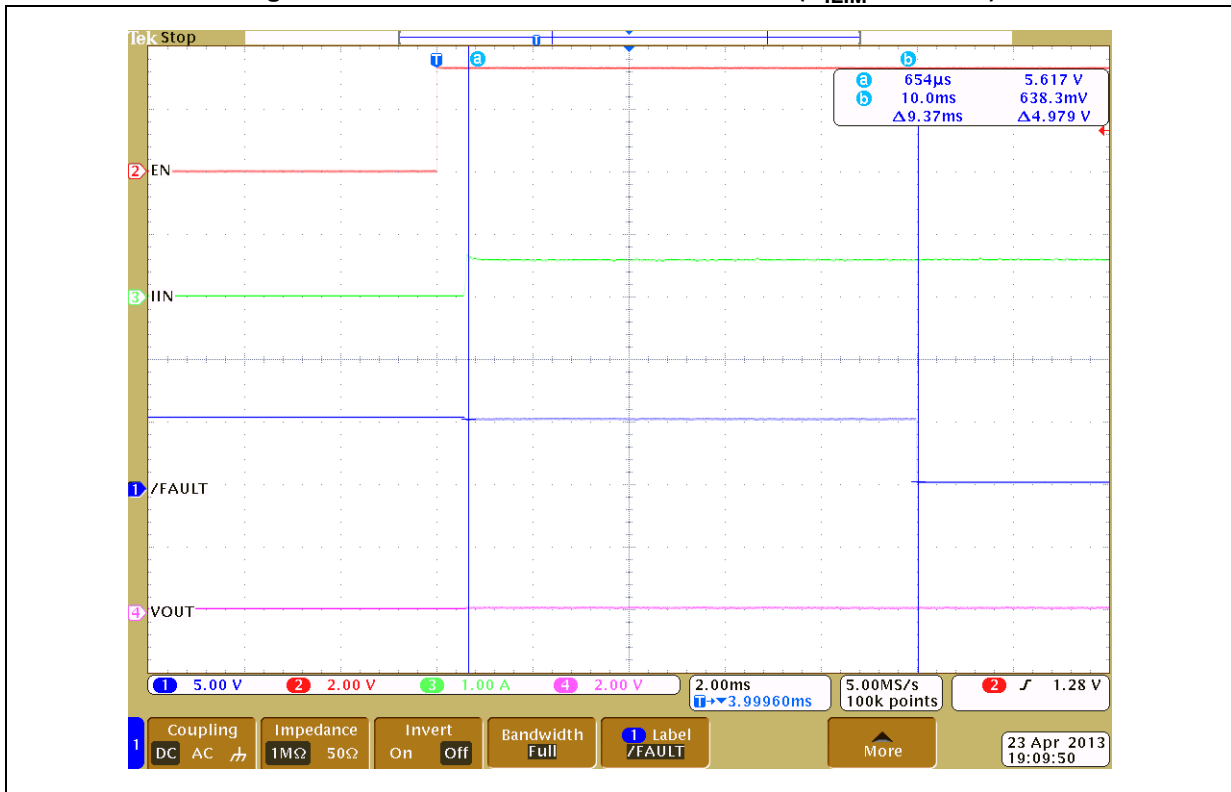 Tek Stop
T
T a b
a 654µs 5.617 V
b 10.0ms 638.3mV
Δ9.37ms Δ4.979 V
2 EN
3 IIN
1 /FAULT
4 VOUT
1 5.00 V 2 2.00 V 3 1.00 A 4 2.00 V
2.00ms
T→▼3.99960ms
5.00MS/s
100k points
2 ƒ 1.28 V
1
Coupling
DC AC
Impedance
1MΩ 50Ω
Invert
On Off
Bandwidth
Full
1 Label
/FAULT
More
23 Apr 2013
19:09:50